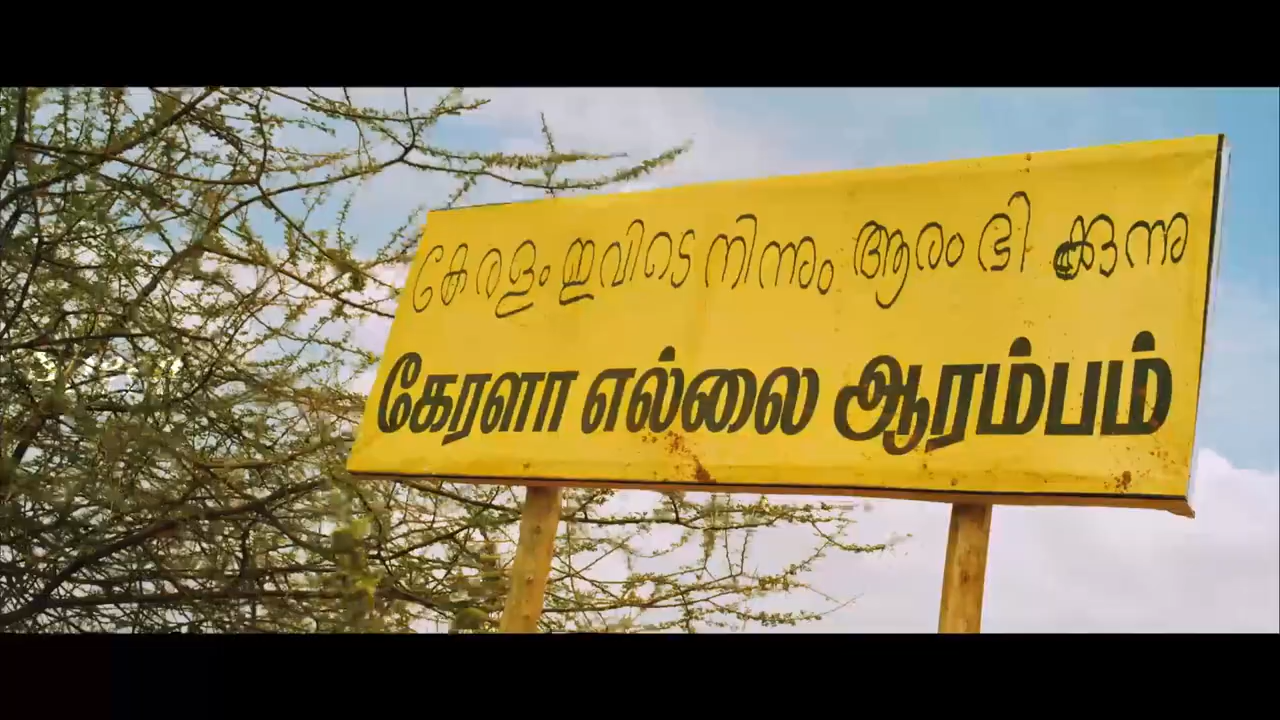 കേരളം ഇവിടെ നിന്നും ആരംഭിക്കുന്നു
கேரளா எல்லை ஆரம்பம்